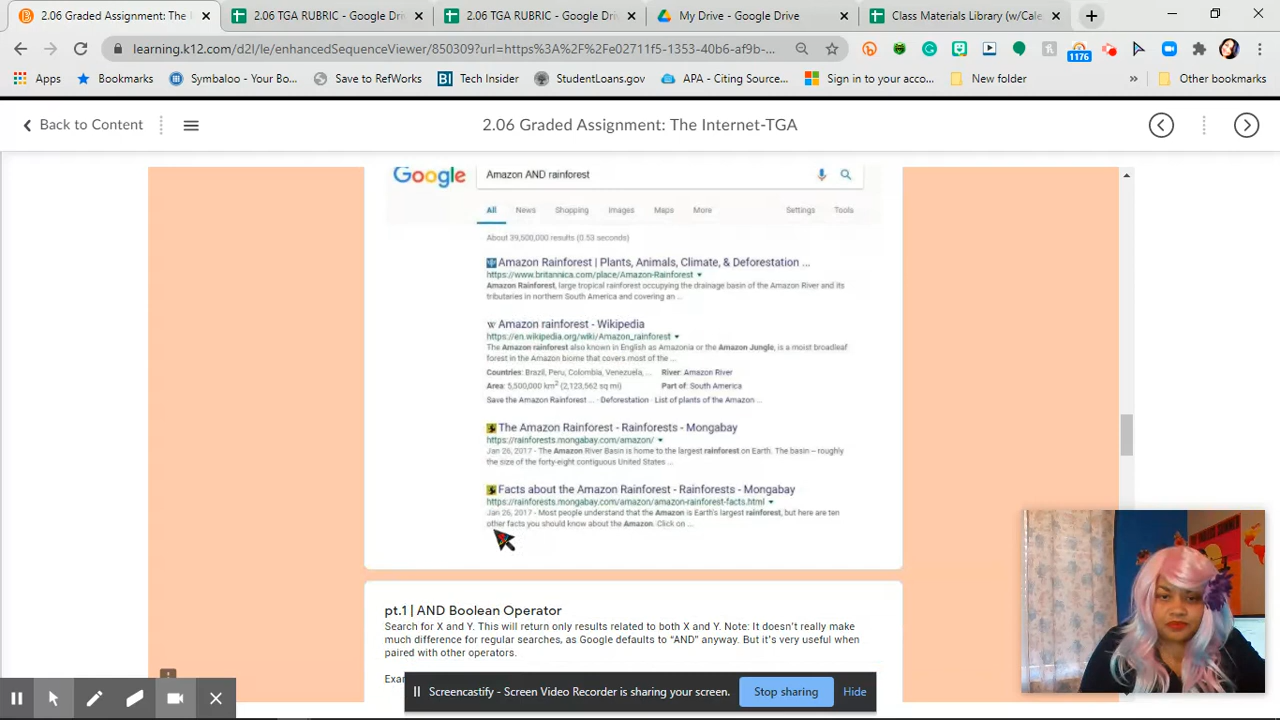 2.06 Graded Assignment: The
2.06 TGA RUBRIC - Google Dri
2.06 TGA RUBRIC - Google Dri
My Drive - Google Drive
Class Materials Library (w/Cale
learning.k12.com/d2l/le/enhancedSequenceViewer/850300?url=https%3A%2F%2Fe02711f5-1353-40b6-af9b-...
1176
Apps
Bookmarks
Symbaloo - Your Bo...
Save to RefWorks
BI Tech Insider
StudentLoans.gov
APA - Citing Source...
Sign in to your acco...
New folder
»
Other bookmarks
Back to Content
2.06 Graded Assignment: The Internet-TGA
Google
Amazon AND rainforest
All News Shopping Images Maps More Settings Tools
About 39,500,000 results (0.53 seconds)
Amazon Rainforest | Plants, Animals, Climate, & Deforestation ...
https://www.britannica.com/place/Amazon-Rainforest
Amazon Rainforest, large tropical rainforest occupying the drainage basin of the Amazon River and its
tributaries in northern South America and covering an ...
W Amazon rainforest - Wikipedia
https://en.wikipedia.org/wiki/Amazon_rainforest
The Amazon rainforest also known in English as Amazonia or the Amazon Jungle, is a moist broadleaf
forest in the Amazon biome that covers most of the ...
Countries: Brazil, Peru, Colombia, Venezuela, ... River: Amazon River
Area: 5,500,000 km² (2,123,562 sq mi) Part of: South America
Save the Amazon Rainforest ... · Deforestation · List of plants of the Amazon ...
The Amazon Rainforest - Rainforests - Mongabay
https://rainforests.mongabay.com/amazon/
Jan 26, 2017 - The Amazon River Basin is home to the largest rainforest on Earth. The basin – roughly
the size of the forty-eight contiguous United States ...
Facts about the Amazon Rainforest - Rainforests - Mongabay
https://rainforests.mongabay.com/amazon/amazon-rainforest-facts.html
Jan 26, 2017 - Most people understand that the Amazon is Earth's largest rainforest, but here are ten
other facts you should know about the Amazon. Click on ...
pt.1 | AND Boolean Operator
Search for X and Y. This will return only results related to both X and Y. Note: It doesn't really make
much difference for regular searches, as Google defaults to "AND" anyway. But it's very useful when
paired with other operators.
Exa
Screencastify - Screen Video Recorder is sharing your screen.
Stop sharing
Hide